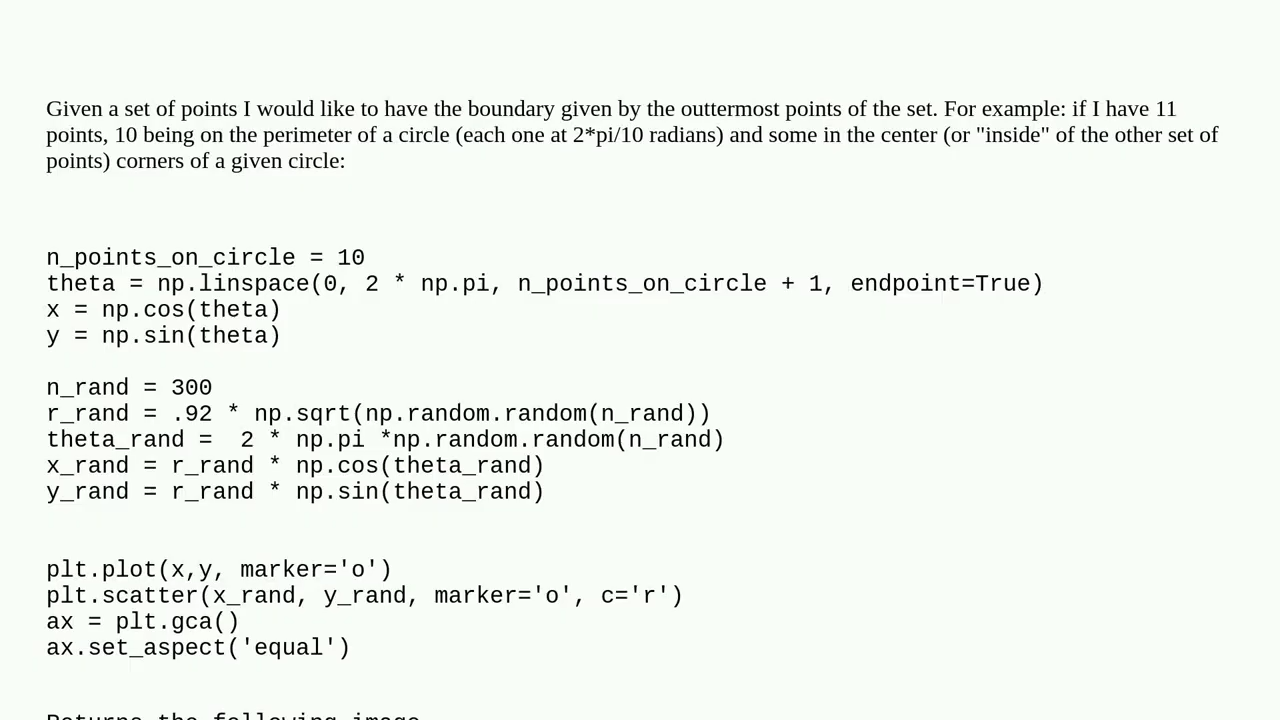 Given a set of points I would like to have the boundary given by the outtermost points of the set. For example: if I have 11
points, 10 being on the perimeter of a circle (each one at 2*pi/10 radians) and some in the center (or "inside" of the other set of
points) corners of a given circle:
n_points_on_circle = 10
theta = np.linspace(0, 2 * np.pi, n_points_on_circle + 1, endpoint=True)
x = np.cos(theta)
y = np.sin(theta)
n_rand = 300
r_rand = .92 * np.sqrt(np.random.random(n_rand))
theta_rand =  2 * np.pi *np.random.random(n_rand)
x_rand = r_rand * np.cos(theta_rand)
y_rand = r_rand * np.sin(theta_rand)
plt.plot(x,y, marker='o')
plt.scatter(x_rand, y_rand, marker='o', c='r')
ax = plt.gca()
ax.set_aspect('equal')
Returns the following image